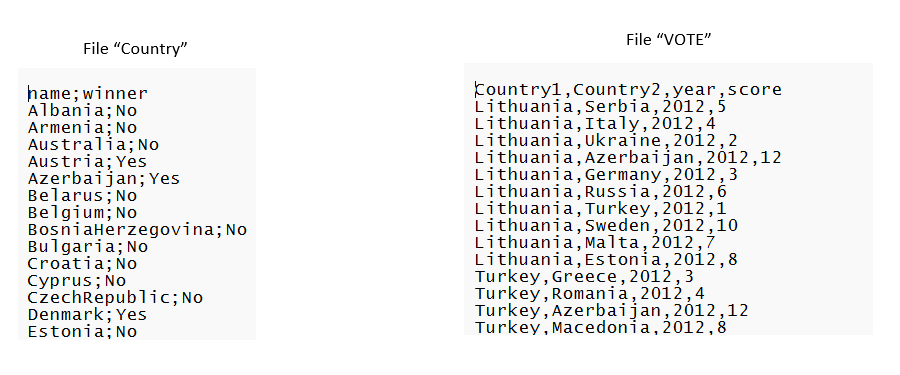 File “Country”
name;winner
Albania;No
Armenia;No
Australia;No
Austria;Yes
Azerbaijan;Yes
Belarus;No
Belgium;No
BosniaHerzegovina;No
Bulgaria;No
Croatia;No
Cyprus;No
CzechRepublic;No
Denmark;Yes
Estonia;No
File “VOTE”
Country1,Country2,year,score
Lithuania,Serbia,2012,5
Lithuania,Italy,2012,4
Lithuania,Ukraine,2012,2
Lithuania,Azerbaijan,2012,12
Lithuania,Germany,2012,3
Lithuania,Russia,2012,6
Lithuania,Turkey,2012,1
Lithuania,Sweden,2012,10
Lithuania,Malta,2012,7
Lithuania,Estonia,2012,8
Turkey,Greece,2012,3
Turkey,Romania,2012,4
Turkey,Azerbaijan,2012,12
Turkey,Macedonia,2012,8